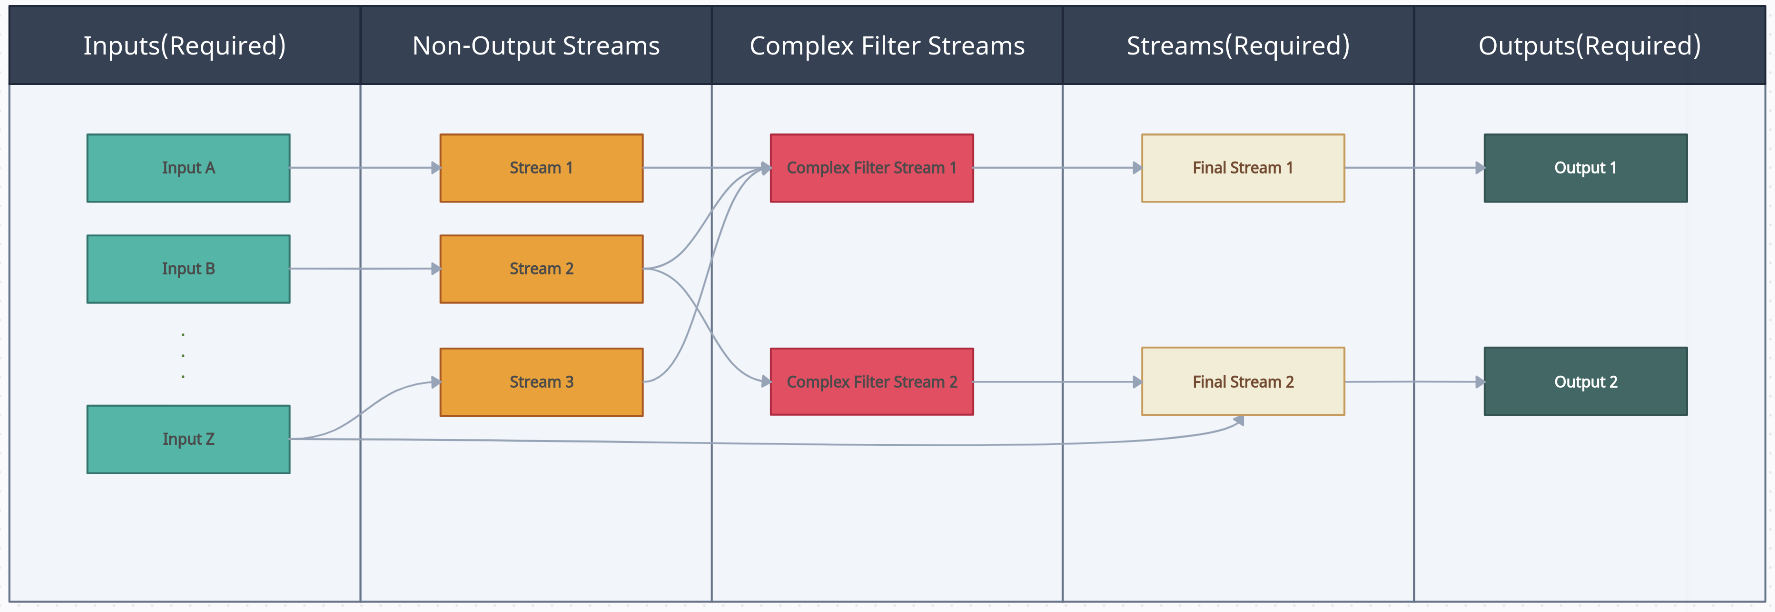 Inputs(Required)
Non-Output Streams
Complex Filter Streams
Streams(Required)
Outputs(Required)
Input A
Stream 1
Complex Filter Stream 1
Final Stream 1
Output 1
Input B
Stream 2
.
.
.
Stream 3
Complex Filter Stream 2
Final Stream 2
Output 2
Input Z